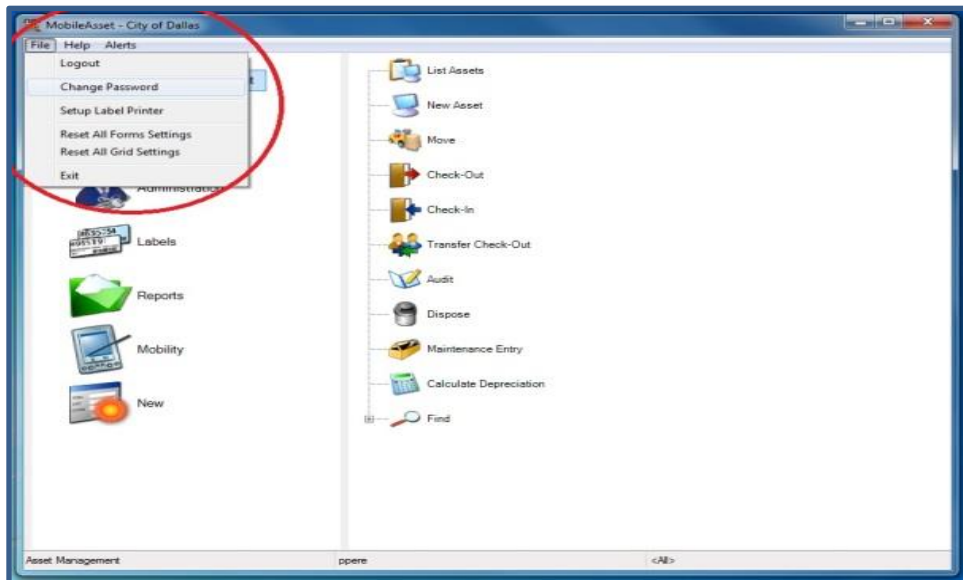 MobileAsset - City of Dallas
File Help Alerts
Logout
Change Password
Setup Label Printer
Reset All Forms Settings
Reset All Grid Settings
Exit
Administration
Labels
Reports
Mobility
New
List Assets
New Asset
Move
Check-Out
Check-In
Transfer Check-Out
Audit
Dispose
Maintenance Entry
Calculate Depreciation
Find
Asset Management ppere <All>